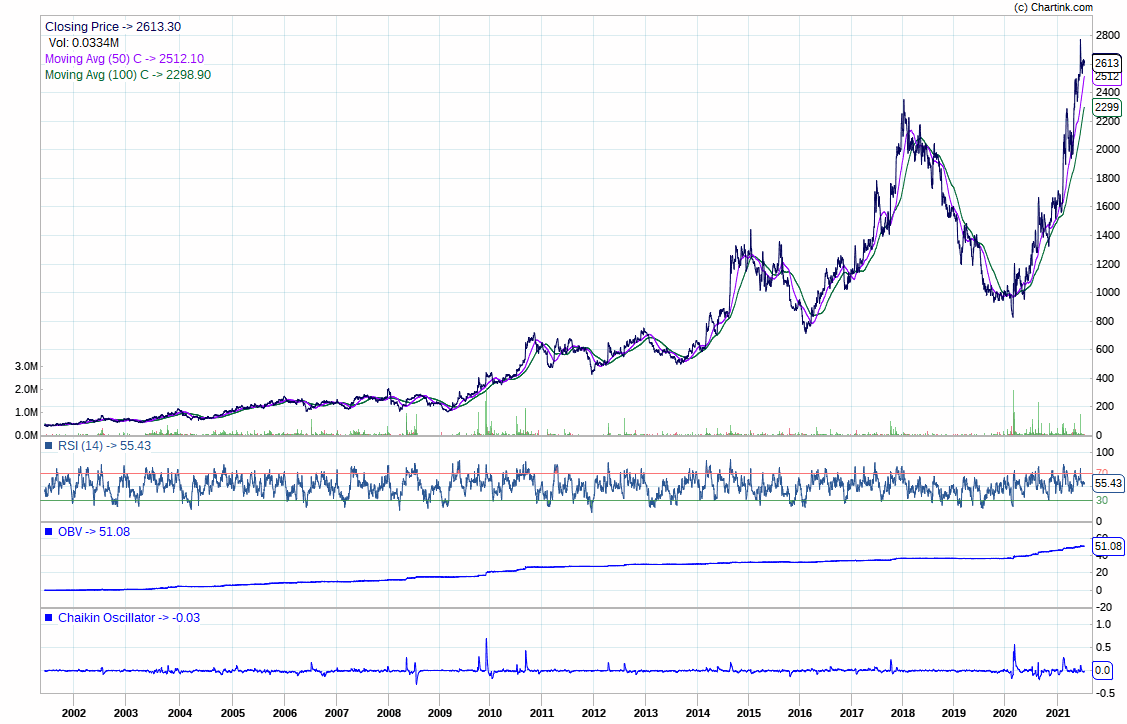 (c) Chartink.com
Closing Price -> 2613.30
Vol: 0.0334M
Moving Avg (50) C -> 2512.10
Moving Avg (100) C -> 2298.90
2800
2613
2512
2400
2299
2200
2000
1800
1600
1400
1200
1000
800
600
400
200
0
3.0M
2.0M
1.0M
0.0M
RSI (14) -> 55.43
100
70
55.43
30
0
OBV -> 51.08
60
51.08
40
20
0
-20
Chaikin Oscillator -> -0.03
1.0
0.5
0.0
-0.5
2002 2003 2004 2005 2006 2007 2008 2009 2010 2011 2012 2013 2014 2015 2016 2017 2018 2019 2020 2021